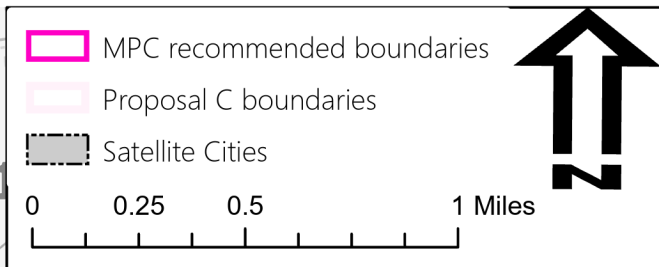 MPC recommended boundaries
Proposal C boundaries
Satellite Cities
N
0 0.25 0.5 1 Miles